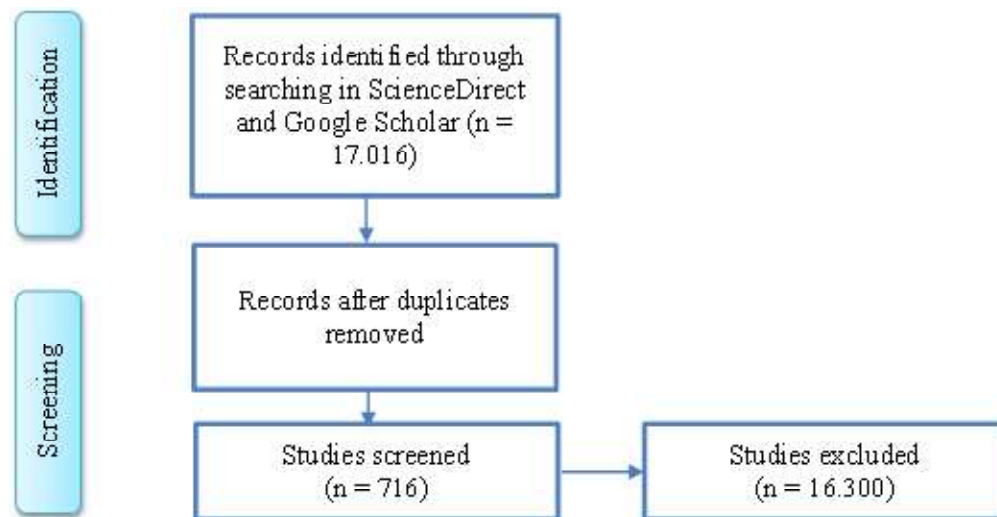 Identification
Records identified through
searching in ScienceDirect
and Google Scholar (n =
17.016)
Records after duplicates
removed
Screening
Studies screened
(n = 716)
Studies excluded
(n = 16.300)